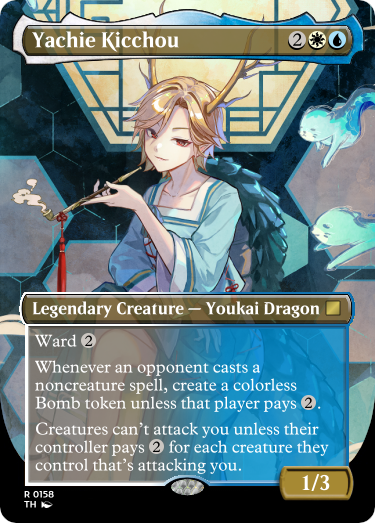 Yachie Kicchou 2
Legendary Creature — Youkai Dragon
Ward 2
Whenever an opponent casts a
noncreature spell, create a colorless
Bomb token unless that player pays 2.
Creatures can't attack you unless their
controller pays 2 for each creature they
control that's attacking you.
1/3
R 0158
TH